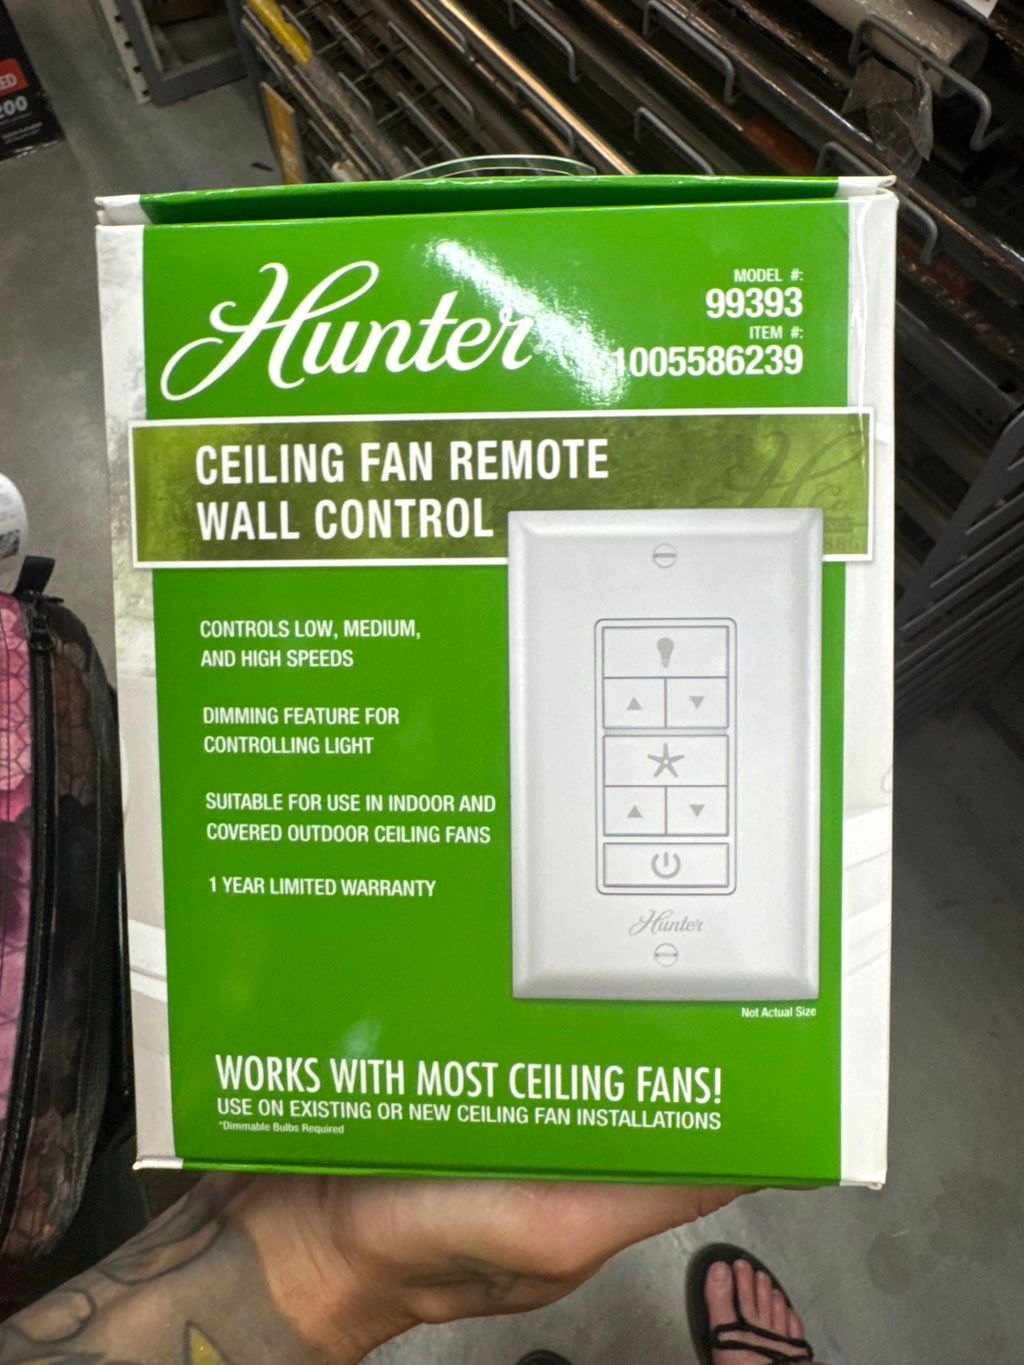 Hunter
MODEL #:
99393
ITEM #:
1005586239
CEILING FAN REMOTE
WALL CONTROL
CONTROLS LOW, MEDIUM,
AND HIGH SPEEDS
DIMMING FEATURE FOR
CONTROLLING LIGHT
SUITABLE FOR USE IN INDOOR AND
COVERED OUTDOOR CEILING FANS
1 YEAR LIMITED WARRANTY
Hunter
Not Actual Size
WORKS WITH MOST CEILING FANS!
USE ON EXISTING OR NEW CEILING FAN INSTALLATIONS
*Dimmable Bulbs Required